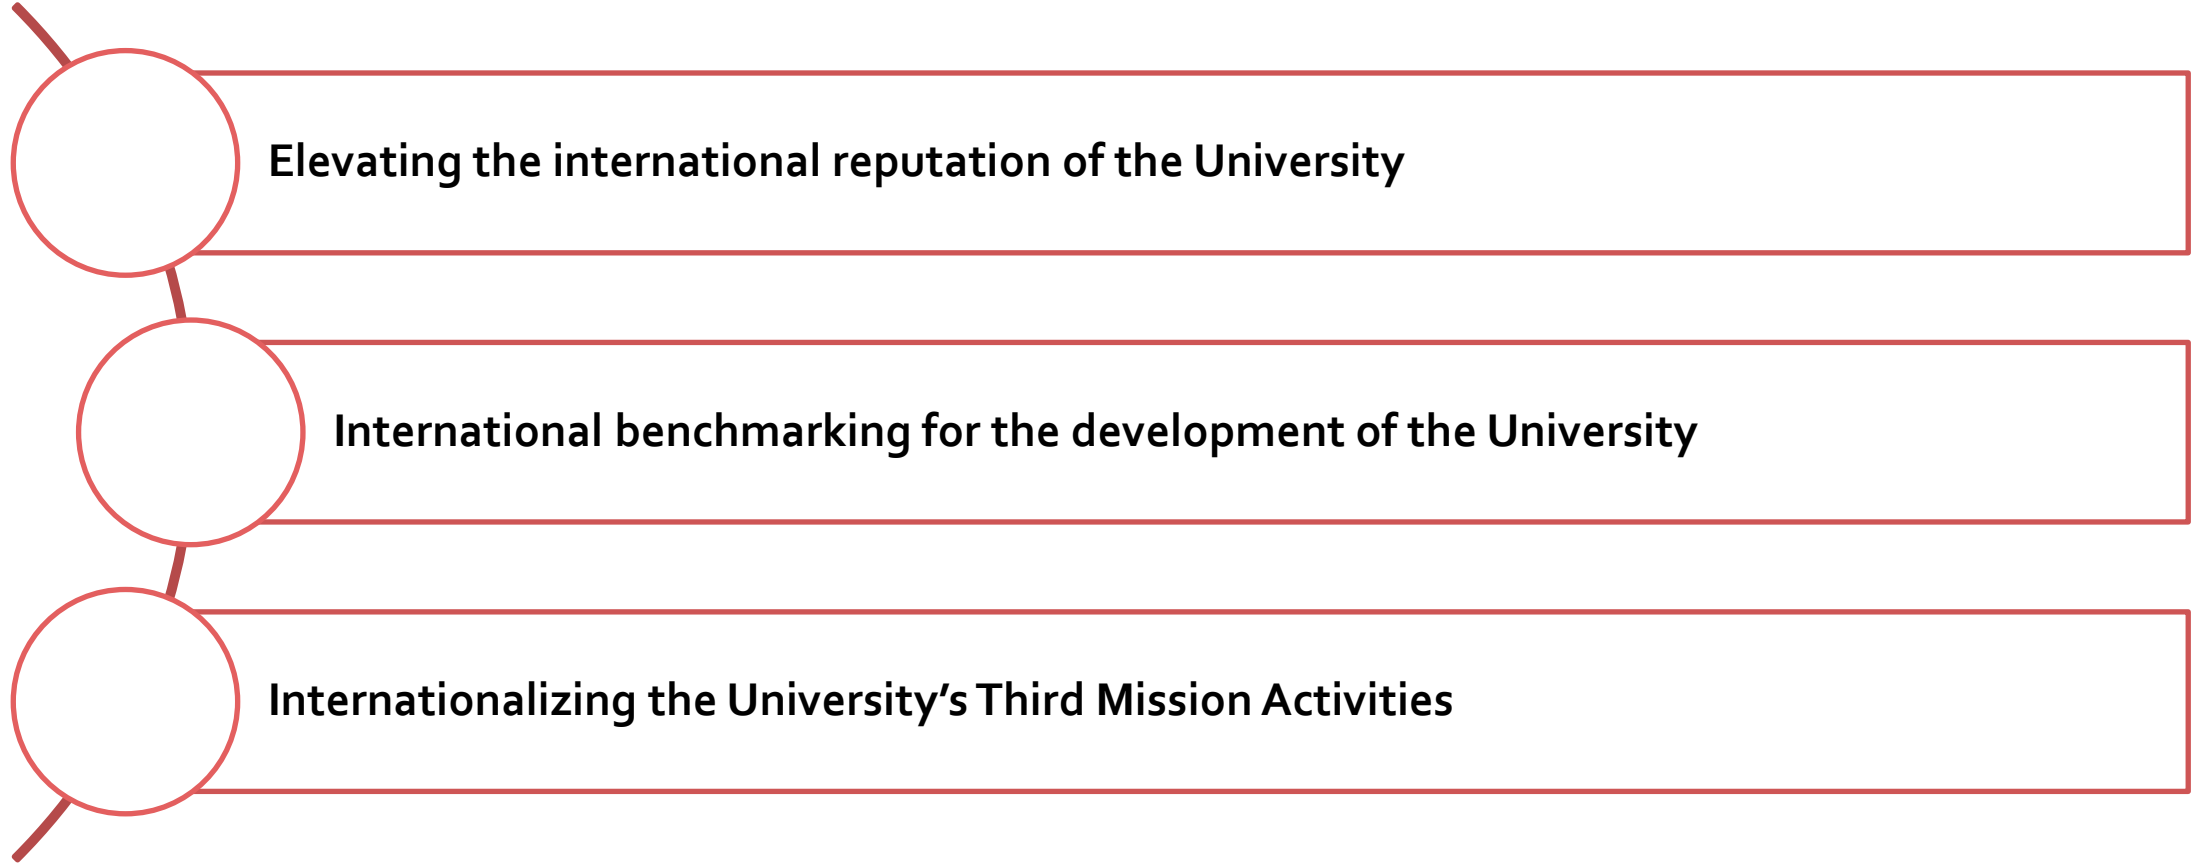 Elevating the international reputation of the University
International benchmarking for the development of the University
Internationalizing the University’s Third Mission Activities